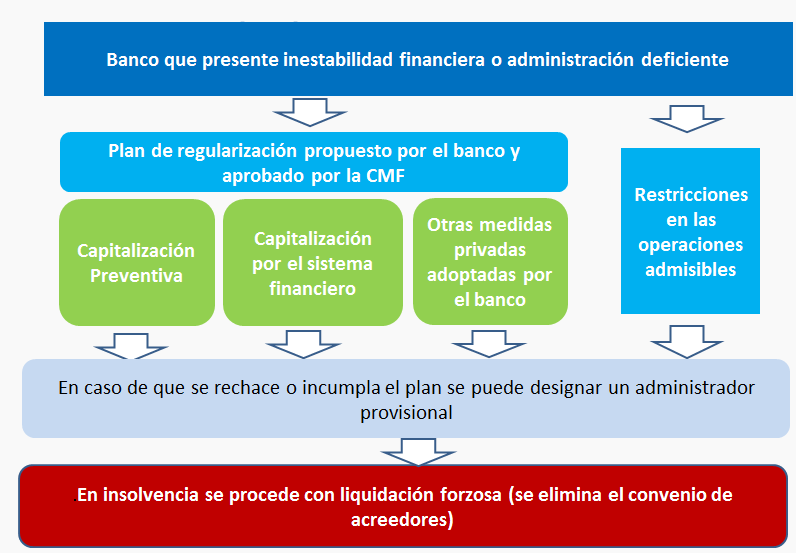 Banco que presente inestabilidad financiera o administración deficiente
Plan de regularización propuesto por el banco y
aprobado por la CMF
Capitalización
Preventiva
Capitalización
por el sistema
financiero
Otras medidas
privadas
adoptadas por
el banco
Restricciones
en las
operaciones
admisibles
En caso de que se rechace o incumpla el plan se puede designar un administrador
provisional
En insolvencia se procede con liquidación forzosa (se elimina el convenio de
acreedores)